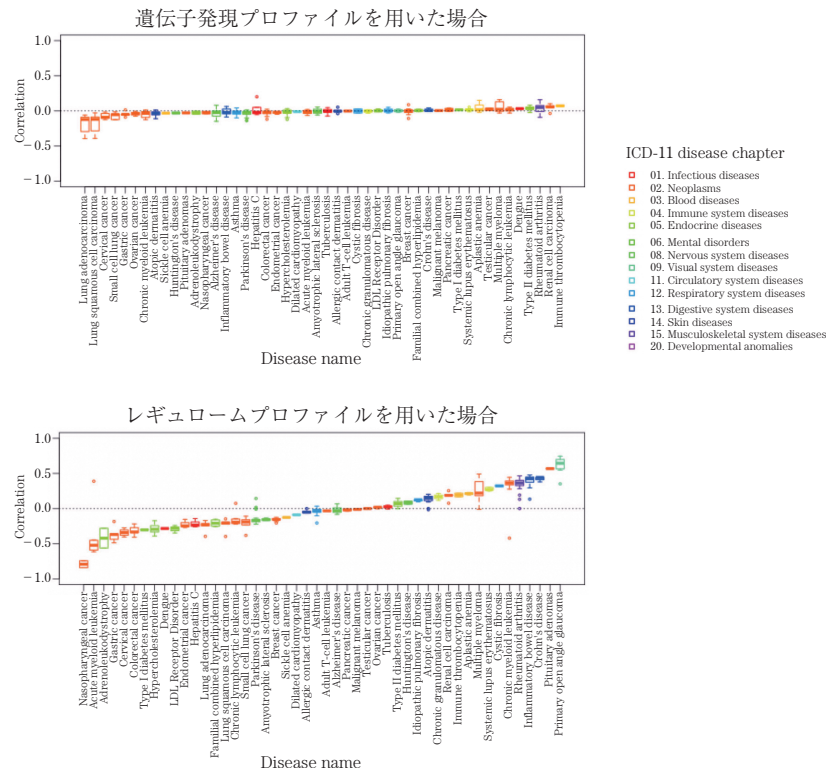 遺伝子発現プロファイルを用いた場合
1.0
0.5
0.0
−0.5
−1.0
Correlation
Lung adenocarcinoma
Lung squamous cell carcinoma
Cervical cancer
Small cell lung cancer
Gastric cancer
Ovarian cancer
Chronic myeloid leukemia
Atopic dermatitis
Sickle cell anemia
Huntington's disease
Pituitary adenomas
Adrenoleukodystrophy
Nasopharyngeal cancer
Alzheimer's disease
Inflammatory bowel disease
Asthma
Parkinson's disease
Hepatitis C
Colorectal cancer
Endometrial cancer
Hypercholesterolemia
Dilated cardiomyopathy
Acute myeloid leukemia
Amyotrophic lateral sclerosis
Tuberculosis
Allergic contact dermatitis
Adult T-cell leukemia
Cystic fibrosis
Chronic granulomatous disease
LDL Receptor Disorder
Idiopathic pulmonary fibrosis
Primary open angle glaucoma
Breast cancer
Familial combined hyperlipidemia
Crohn's disease
Malignant melanoma
Pancreatic cancer
Type I diabetes mellitus
Systemic lupus erythematosus
Aplastic anemia
Testicular cancer
Multiple myeloma
Chronic lymphocytic leukemia
Dengue
Type II diabetes mellitus
Rheumatoid arthritis
Renal cell carcinoma
Immune thrombocytopenia
Disease name
ICD-11 disease chapter
01. Infectious diseases
02. Neoplasms
03. Blood diseases
04. Immune system diseases
05. Endocrine diseases
06. Mental disorders
08. Nervous system diseases
09. Visual system diseases
11. Circulatory system diseases
12. Respiratory system diseases
13. Digestive system diseases
14. Skin diseases
15. Musculoskeletal system diseases
20. Developmental anomalies
レギュロームプロファイルを用いた場合
1.0
0.5
0.0
−0.5
−1.0
Correlation
Nasopharyngeal cancer
Acute myeloid leukemia
Adrenoleukodystrophy
Gastric cancer
Cervical cancer
Colorectal cancer
Type I diabetes mellitus
Hypercholesterolemia
Dengue
LDL Receptor Disorder
Endometrial cancer
Hepatitis C
Lung adenocarcinoma
Familial combined hyperlipidemia
Lung squamous cell carcinoma
Chronic lymphocytic leukemia
Small cell lung cancer
Parkinson's disease
Amyotrophic lateral sclerosis
Breast cancer
Sickle cell anemia
Dilated cardiomyopathy
Allergic contact dermatitis
Asthma
Adult T-cell leukemia
Alzheimer's disease
Pancreatic cancer
Malignant melanoma
Testicular cancer
Ovarian cancer
Tuberculosis
Type II diabetes mellitus
Huntington's disease
Idiopathic pulmonary fibrosis
Atopic dermatitis
Chronic granulomatous disease
Renal cell carcinoma
Immune thrombocytopenia
Aplastic anemia
Multiple myeloma
Systemic lupus erythematosus
Cystic fibrosis
Chronic myeloid leukemia
Rheumatoid arthritis
Inflammatory bowel disease
Crohn's disease
Pituitary adenomas
Primary open angle glaucoma
Disease name